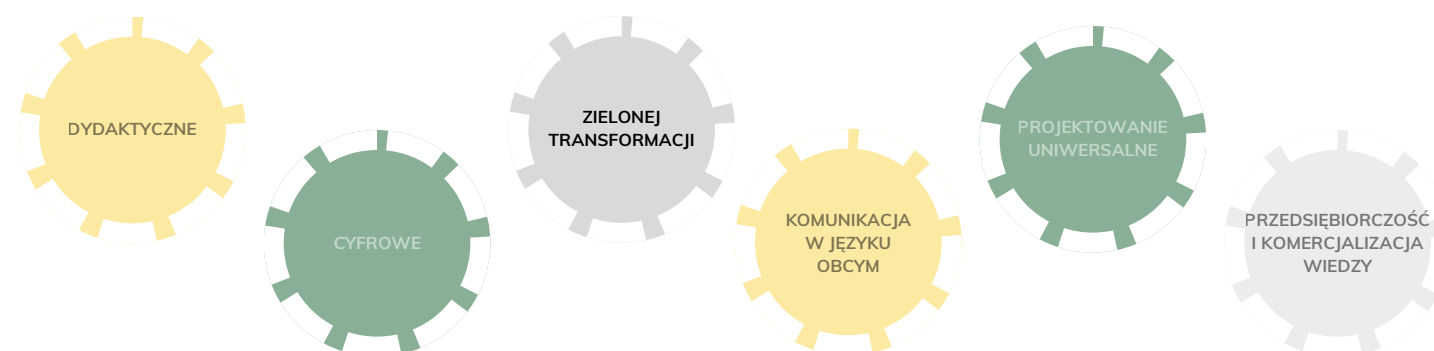 DYDAKTYCZNE
CYFROWE
ZIELONEJ
TRANSFORMACJI
KOMUNIKACJA
W JĘZYKU
OBCYM
PROJEKTOWANIE
UNIWERSALNE
PRZEDSIĘBIORCZOŚĆ
I KOMERCJALIZACJA
WIEDZY